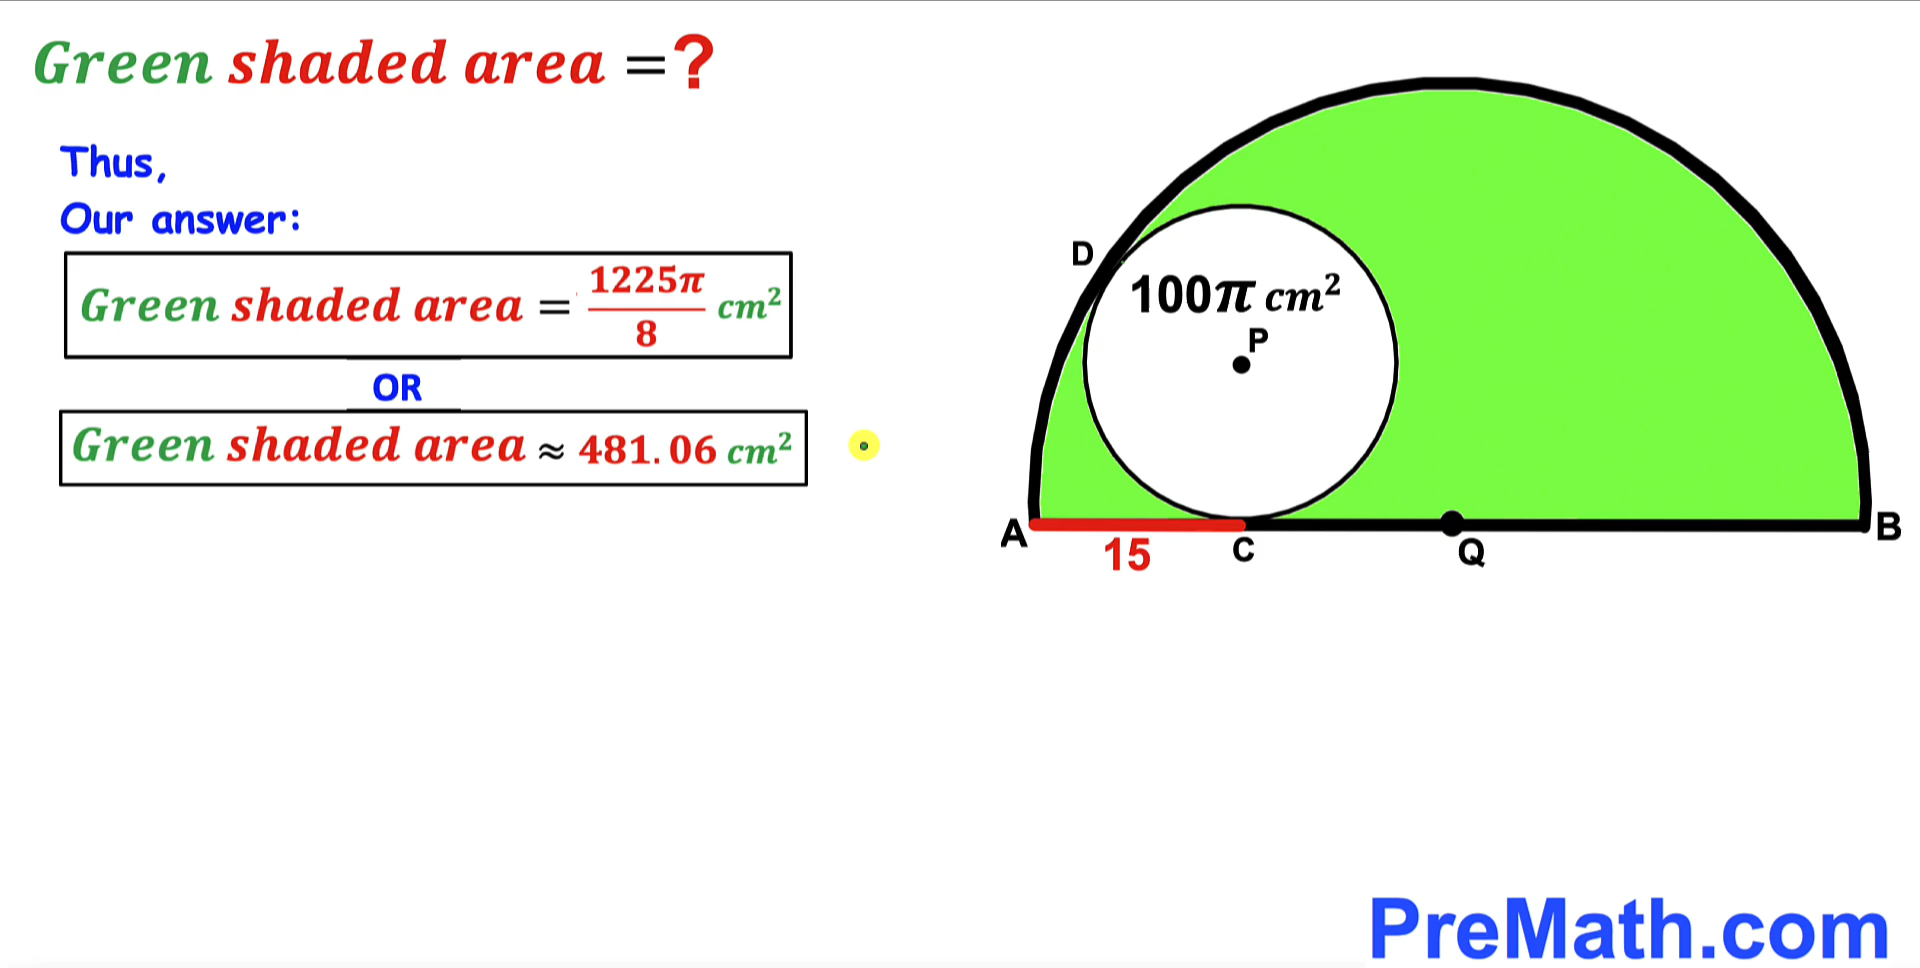 Green shaded area =?
Thus,
Our answer:
Green shaded area = 1225π/8 cm²
OR
Green shaded area ≈ 481.06 cm²
D
100π cm²
P
A
15
C
Q
B
PreMath.com